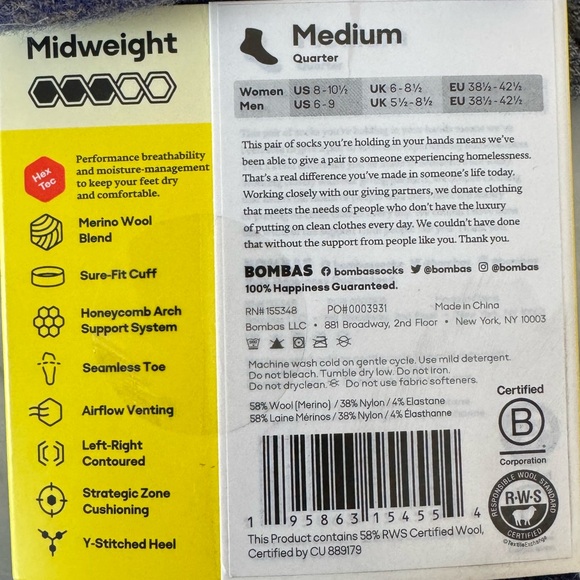 Midweight
Hex
Tec
Performance breathability
and moisture-management
to keep your feet dry
and comfortable.
Merino Wool
Blend
Sure-Fit Cuff
Honeycomb Arch
Support System
Seamless Toe
Airflow Venting
Left-Right
Contoured
Strategic Zone
Cushioning
Y-Stitched Heel
Medium
Quarter
Women US 8-10½ UK 6-8½ EU 38½-42½
Men US 6-9 UK 5½-8½ EU 38½-42½
This pair of socks you're holding in your hands means we've
been able to give a pair to someone experiencing homelessness.
That's a real difference you've made in someone's life today.
Working closely with our giving partners, we donate clothing
that meets the needs of people who don't have the luxury
of putting on clean clothes every day. We couldn't have done
that without the support from people like you. Thank you.
BOMBAS bombassocks @bombas @bombas
100% Happiness Guaranteed.
RN# 155348 PO#0003931 Made in China
Bombas LLC • 881 Broadway, 2nd Floor • New York, NY 10003
Machine wash cold on gentle cycle. Use mild detergent.
Do not bleach. Tumble dry low. Do not iron.
Do not dryclean. Do not use fabric softeners.
58% Wool (Merino) / 38% Nylon / 4% Elastane
58% Laine Mérinos / 38% Nylon / 4% Élasthanne
1 95863 15455 4
This Product contains 58% RWS Certified Wool,
Certified by CU 889179
Certified
B
Corporation
RESPONSIBLE WOOL STANDARD
R·W·S
©TextileExchange